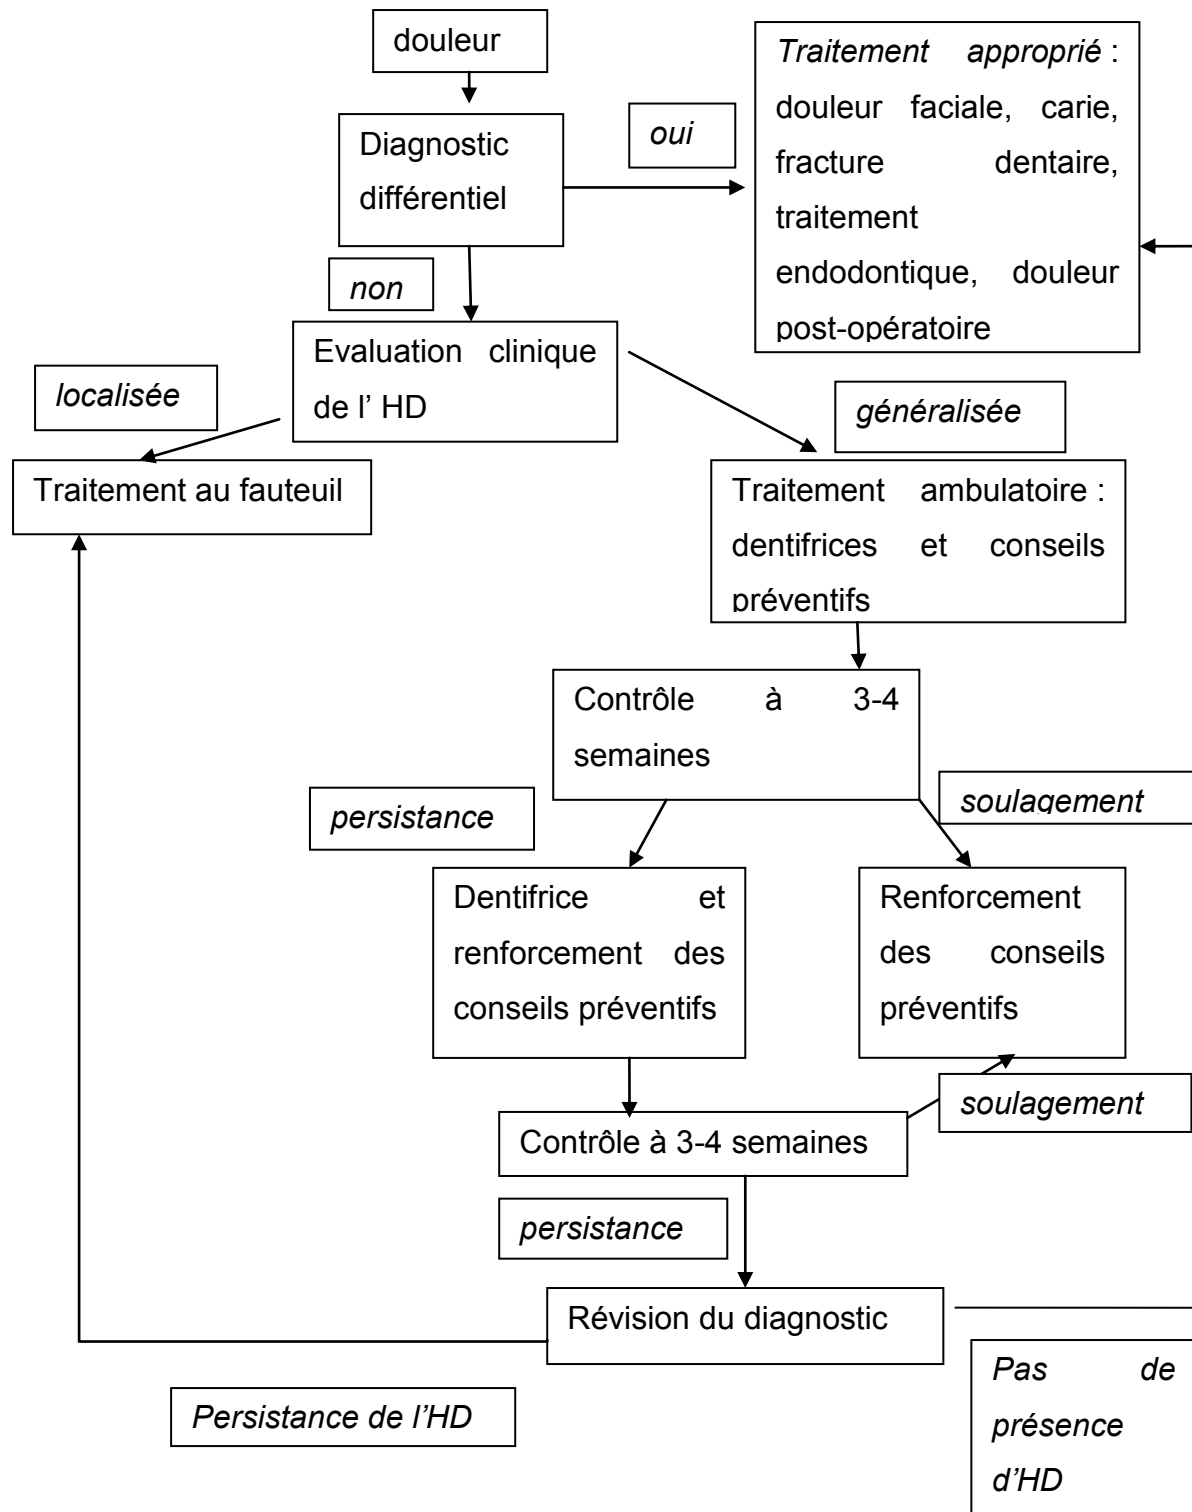 douleur
Traitement approprié :
douleur faciale, carie,
fracture dentaire,
traitement
endodontique, douleur
post-opératoire
oui
Diagnostic
différentiel
non
Evaluation clinique
de l' HD
localisée
généralisée
Traitement au fauteuil
Traitement ambulatoire :
dentifrices et conseils
préventifs
Contrôle à 3-4
semaines
persistance
soulagement
Dentifrice et
renforcement des
conseils préventifs
Renforcement
des conseils
préventifs
soulagement
Contrôle à 3-4 semaines
persistance
Révision du diagnostic
Persistance de l'HD
Pas de
présence
d'HD